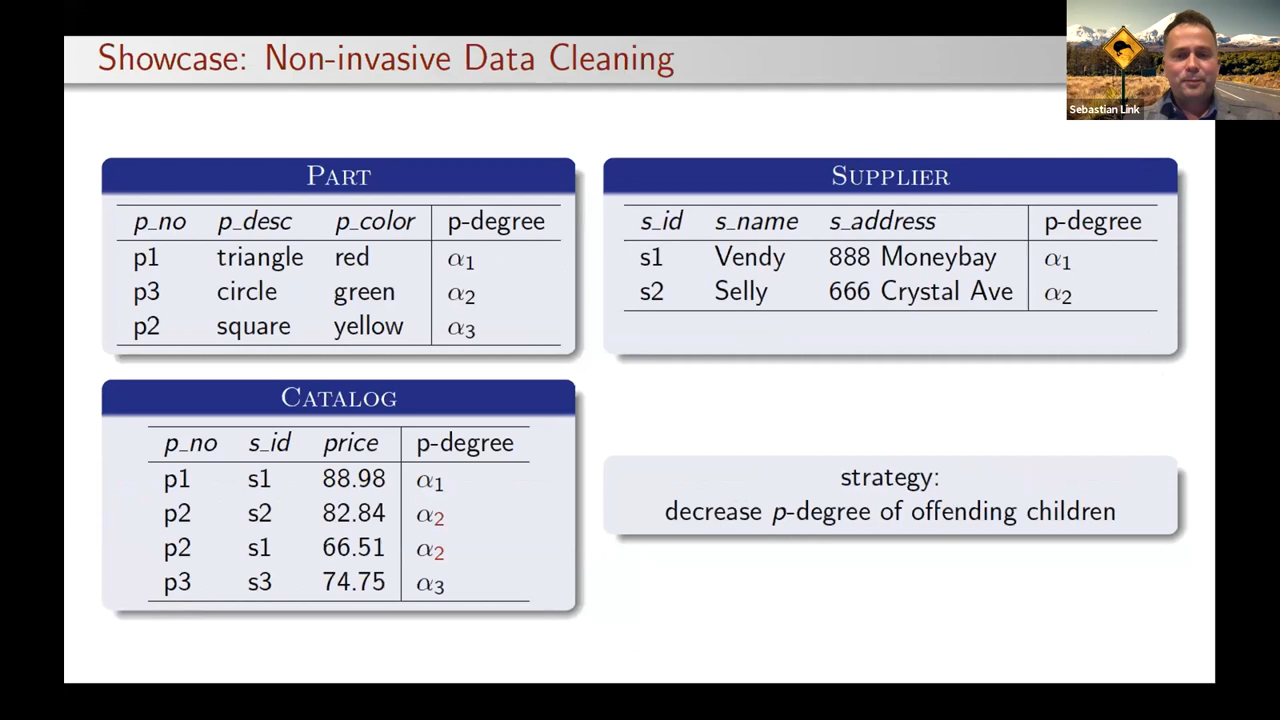 Showcase: Non-invasive Data Cleaning
Sebastian Link
PART
p_no p_desc p_color p-degree
p1 triangle red α1
p3 circle green α2
p2 square yellow α3
SUPPLIER
s_id s_name s_address p-degree
s1 Vendy 888 Moneybay α1
s2 Selly 666 Crystal Ave α2
CATALOG
p_no s_id price p-degree
p1 s1 88.98 α1
p2 s2 82.84 α2
p2 s1 66.51 α2
p3 s3 74.75 α3
strategy:
decrease p-degree of offending children